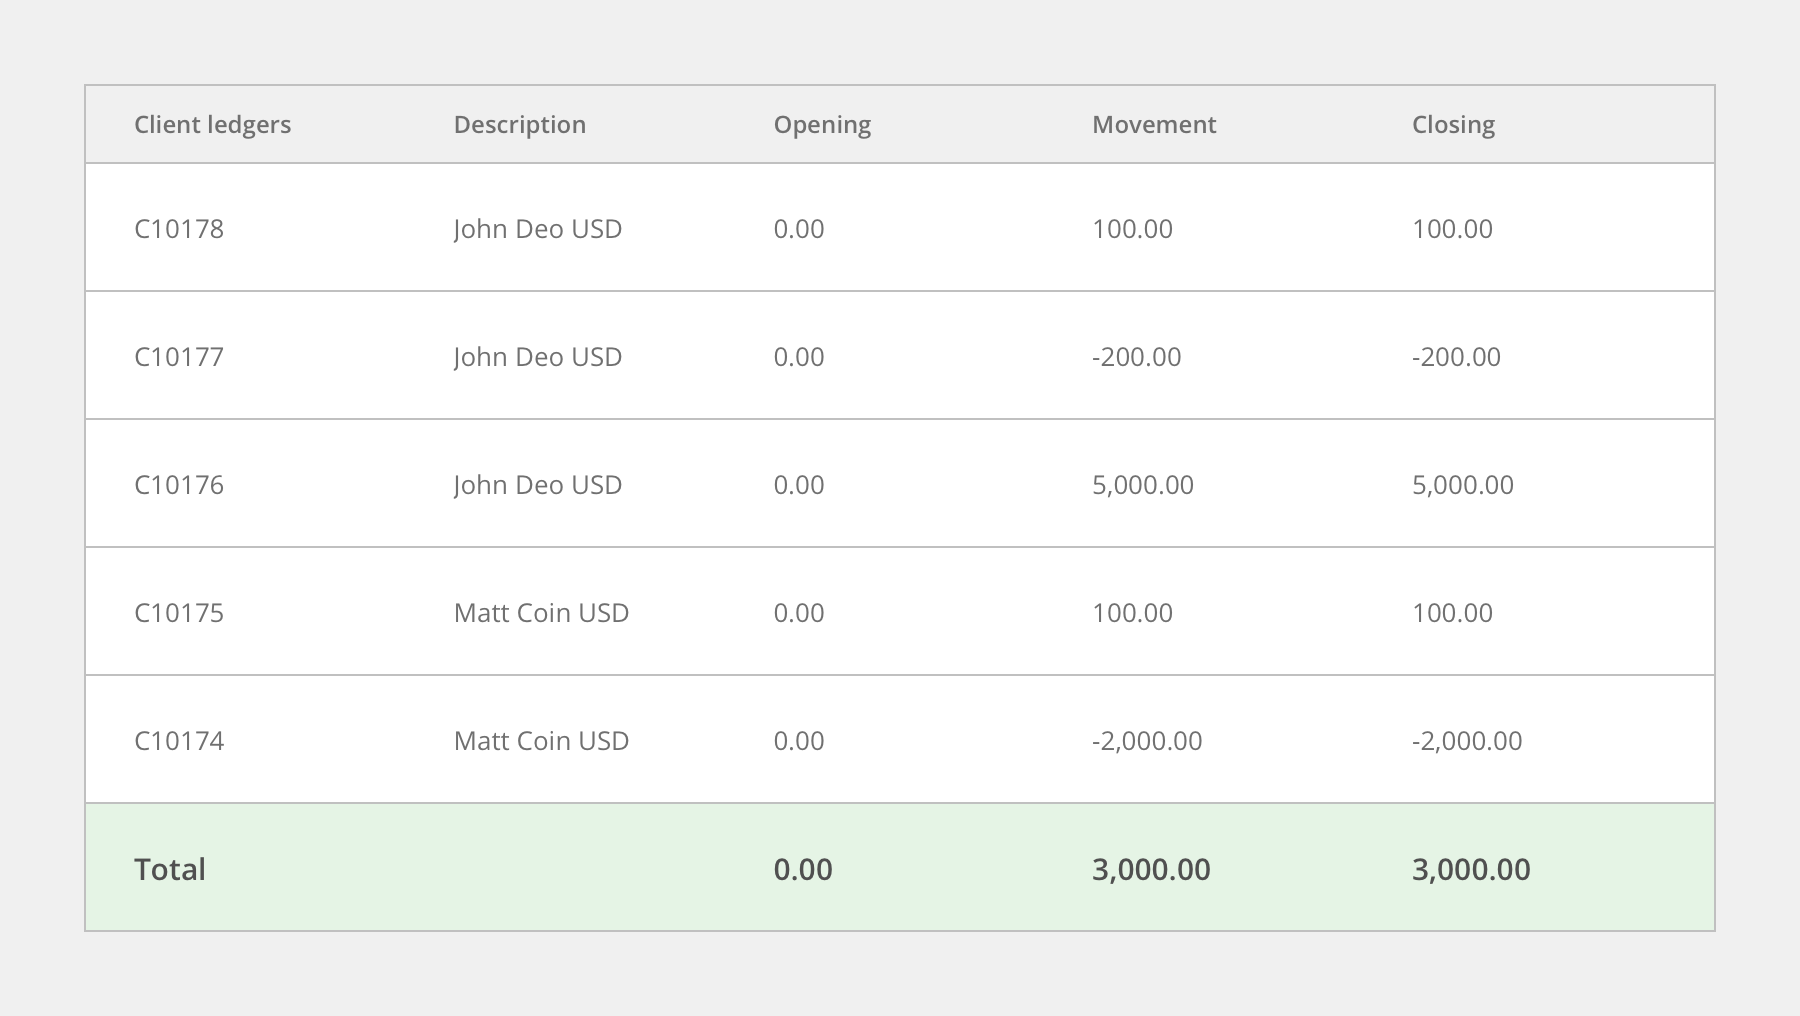 Client ledgers Description Opening Movement Closing
C10178 John Deo USD 0.00 100.00 100.00
C10177 John Deo USD 0.00 -200.00 -200.00
C10176 John Deo USD 0.00 5,000.00 5,000.00
C10175 Matt Coin USD 0.00 100.00 100.00
C10174 Matt Coin USD 0.00 -2,000.00 -2,000.00
Total 0.00 3,000.00 3,000.00